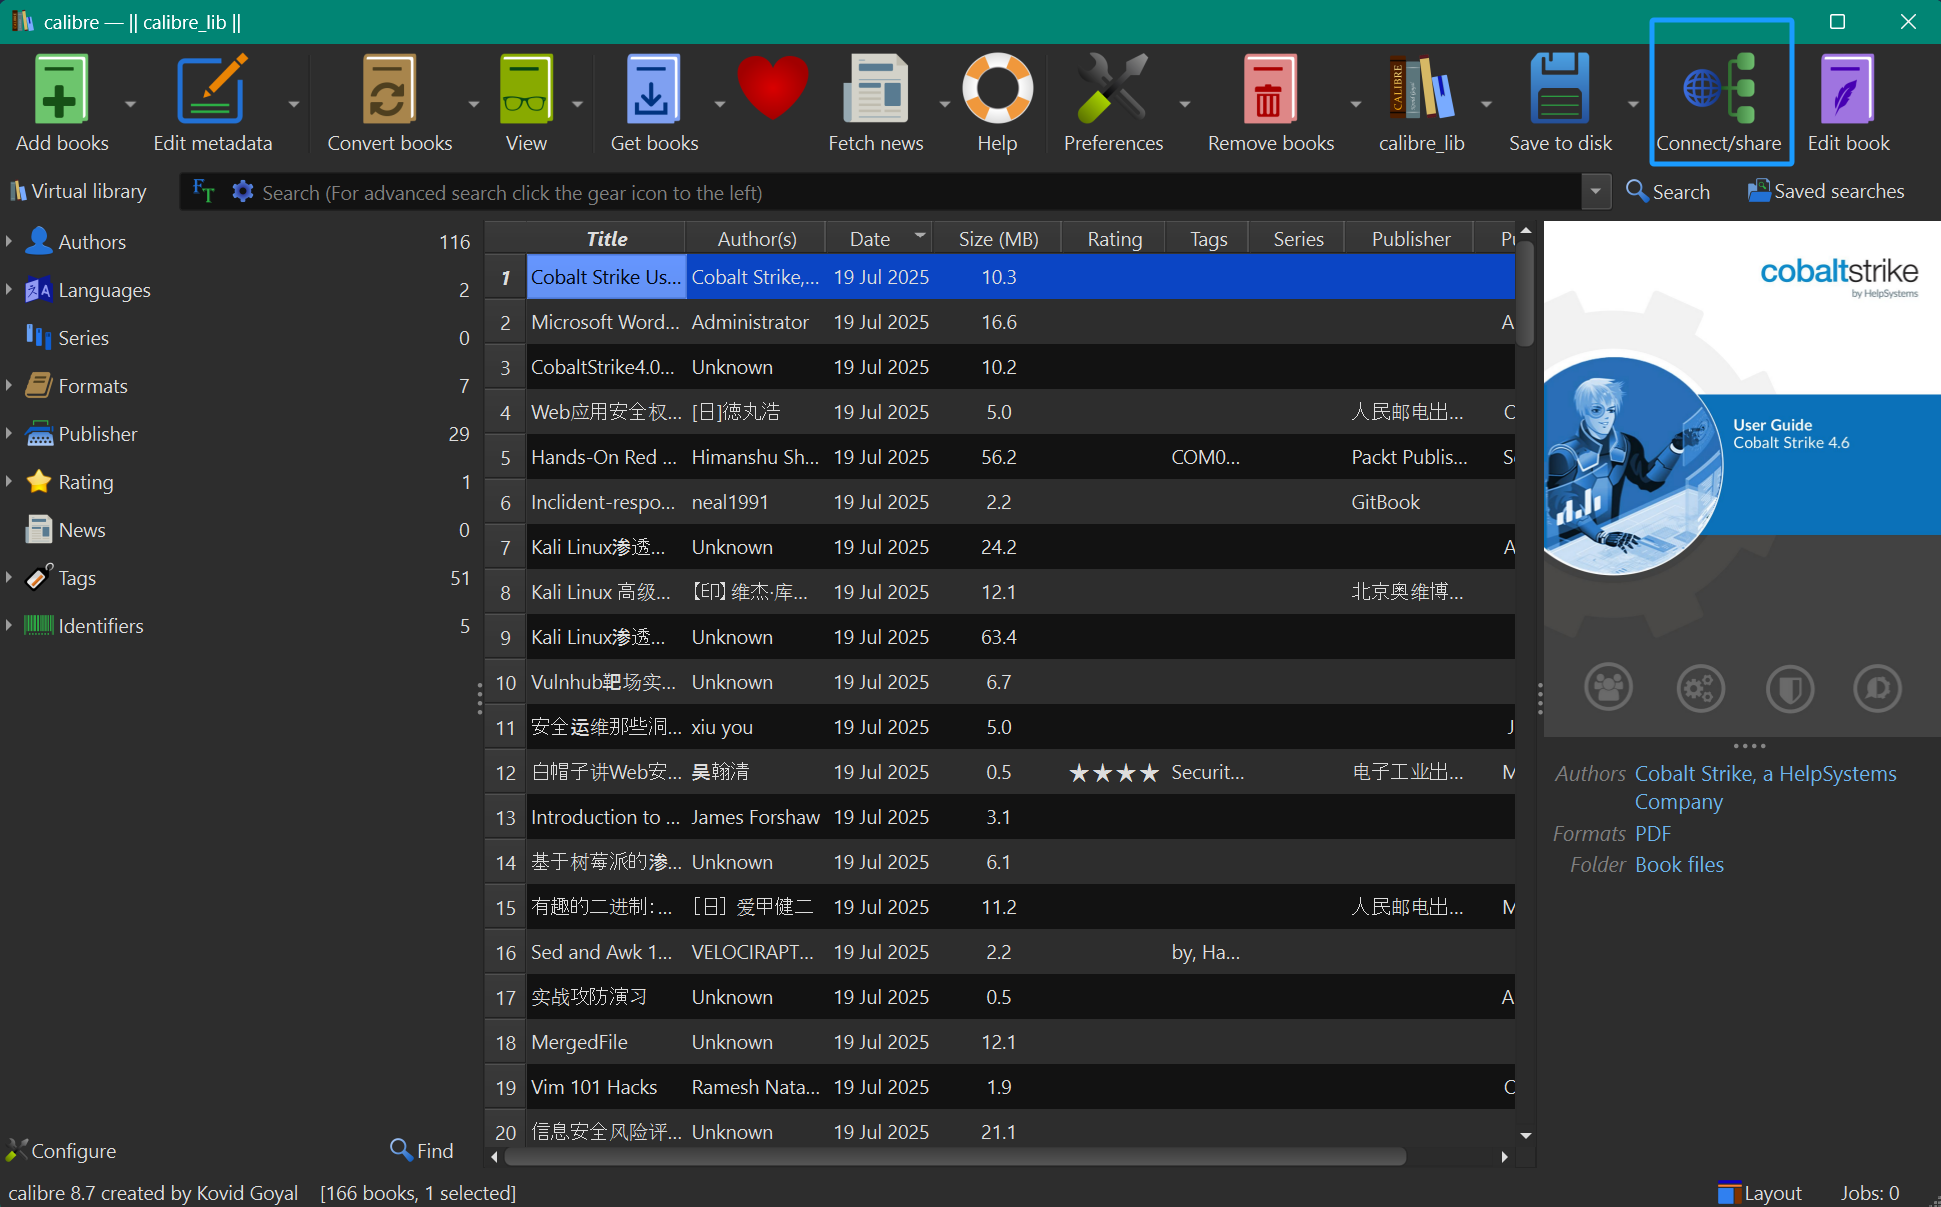 calibre — || calibre_lib ||
Add books
Edit metadata
Convert books
View
Get books
Fetch news
Help
Preferences
CALIBRE
Remove books
calibre_lib
Save to disk
Connect/share
Edit book
Virtual library
FT
Search (For advanced search click the gear icon to the left)
Search
Saved searches
Authors 116
Languages 2
Series 0
Formats 7
Publisher 29
Rating 1
News 0
Tags 51
Identifiers 5
Title Author(s) Date Size (MB) Rating Tags Series Publisher
1 Cobalt Strike Us... Cobalt Strike,... 19 Jul 2025 10.3
2 Microsoft Word... Administrator 19 Jul 2025 16.6 A
3 CobaltStrike4.0... Unknown 19 Jul 2025 10.2
4 Web应用安全权... [日]德丸浩 19 Jul 2025 5.0 人民邮电出...
5 Hands-On Red ... Himanshu Sh... 19 Jul 2025 56.2 COM0... Packt Publis...
6 Inclident-respo... neal1991 19 Jul 2025 2.2 GitBook
7 Kali Linux渗透... Unknown 19 Jul 2025 24.2 A
8 Kali Linux 高级... 【印】维杰·库... 19 Jul 2025 12.1 北京奥维博...
9 Kali Linux渗透... Unknown 19 Jul 2025 63.4
10 Vulnhub靶场实... Unknown 19 Jul 2025 6.7
11 安全运维那些洞... xiu you 19 Jul 2025 5.0 J
12 白帽子讲Web安... 吴翰清 19 Jul 2025 0.5 ★★★★ Securit... 电子工业出... M
13 Introduction to ... James Forshaw 19 Jul 2025 3.1
14 基于树莓派的渗... Unknown 19 Jul 2025 6.1
15 有趣的二进制：... ［日］爱甲健二 19 Jul 2025 11.2 人民邮电出... M
16 Sed and Awk 1... VELOCIRAPT... 19 Jul 2025 2.2 by, Ha...
17 实战攻防演习 Unknown 19 Jul 2025 0.5 A
18 MergedFile Unknown 19 Jul 2025 12.1
19 Vim 101 Hacks Ramesh Nata... 19 Jul 2025 1.9
20 信息安全风险评... Unknown 19 Jul 2025 21.1
cobaltstrike
by HelpSystems
User Guide
Cobalt Strike 4.6
Authors Cobalt Strike, a HelpSystems
Company
Formats PDF
Folder Book files
Configure
Find
calibre 8.7 created by Kovid Goyal [166 books, 1 selected]
Layout
Jobs: 0